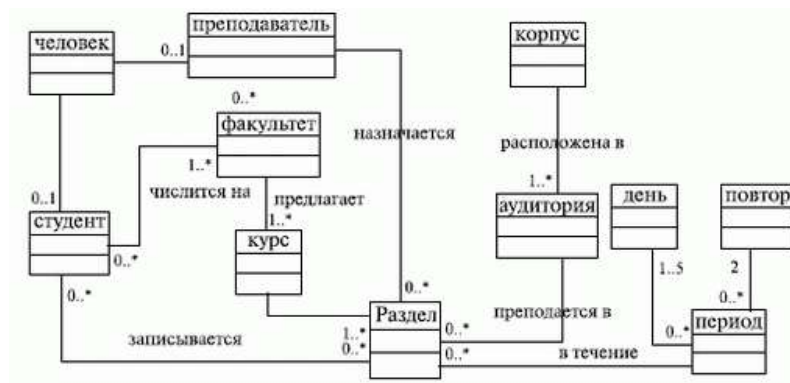 преподаватель
человек
корпус
0..1
0..*
факультет
назначается
расположена в
1..*
1..*
числится на
предлагает
день
повтор
0..1
аудитория
студент
1..*
курс
0..*
1..5
2
0..*
0..*
0..*
Раздел
преподается в
период
1..*
0..*
0..*
записывается
0..*
0..*
в течение